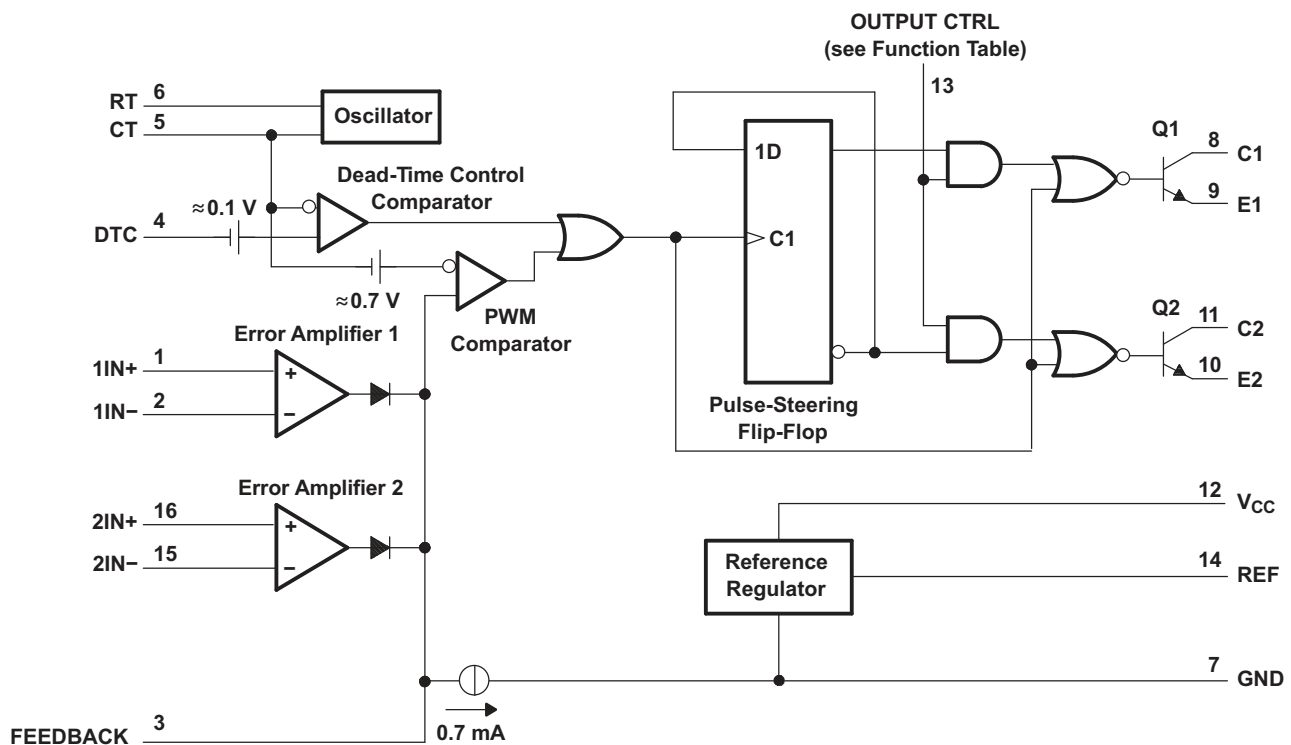 OUTPUT CTRL
(see Function Table)
13
RT 6
CT 5
Oscillator
Dead-Time Control
Comparator
≈0.1 V
DTC 4
≈0.7 V
PWM
Comparator
1D
C1
Pulse-Steering
Flip-Flop
Q1
8 C1
9 E1
Q2
11 C2
10 E2
Error Amplifier 1
1IN+ 1
1IN− 2
+
−
Error Amplifier 2
2IN+ 16
2IN− 15
+
−
12 VCC
Reference
Regulator
14 REF
7 GND
0.7 mA
FEEDBACK 3